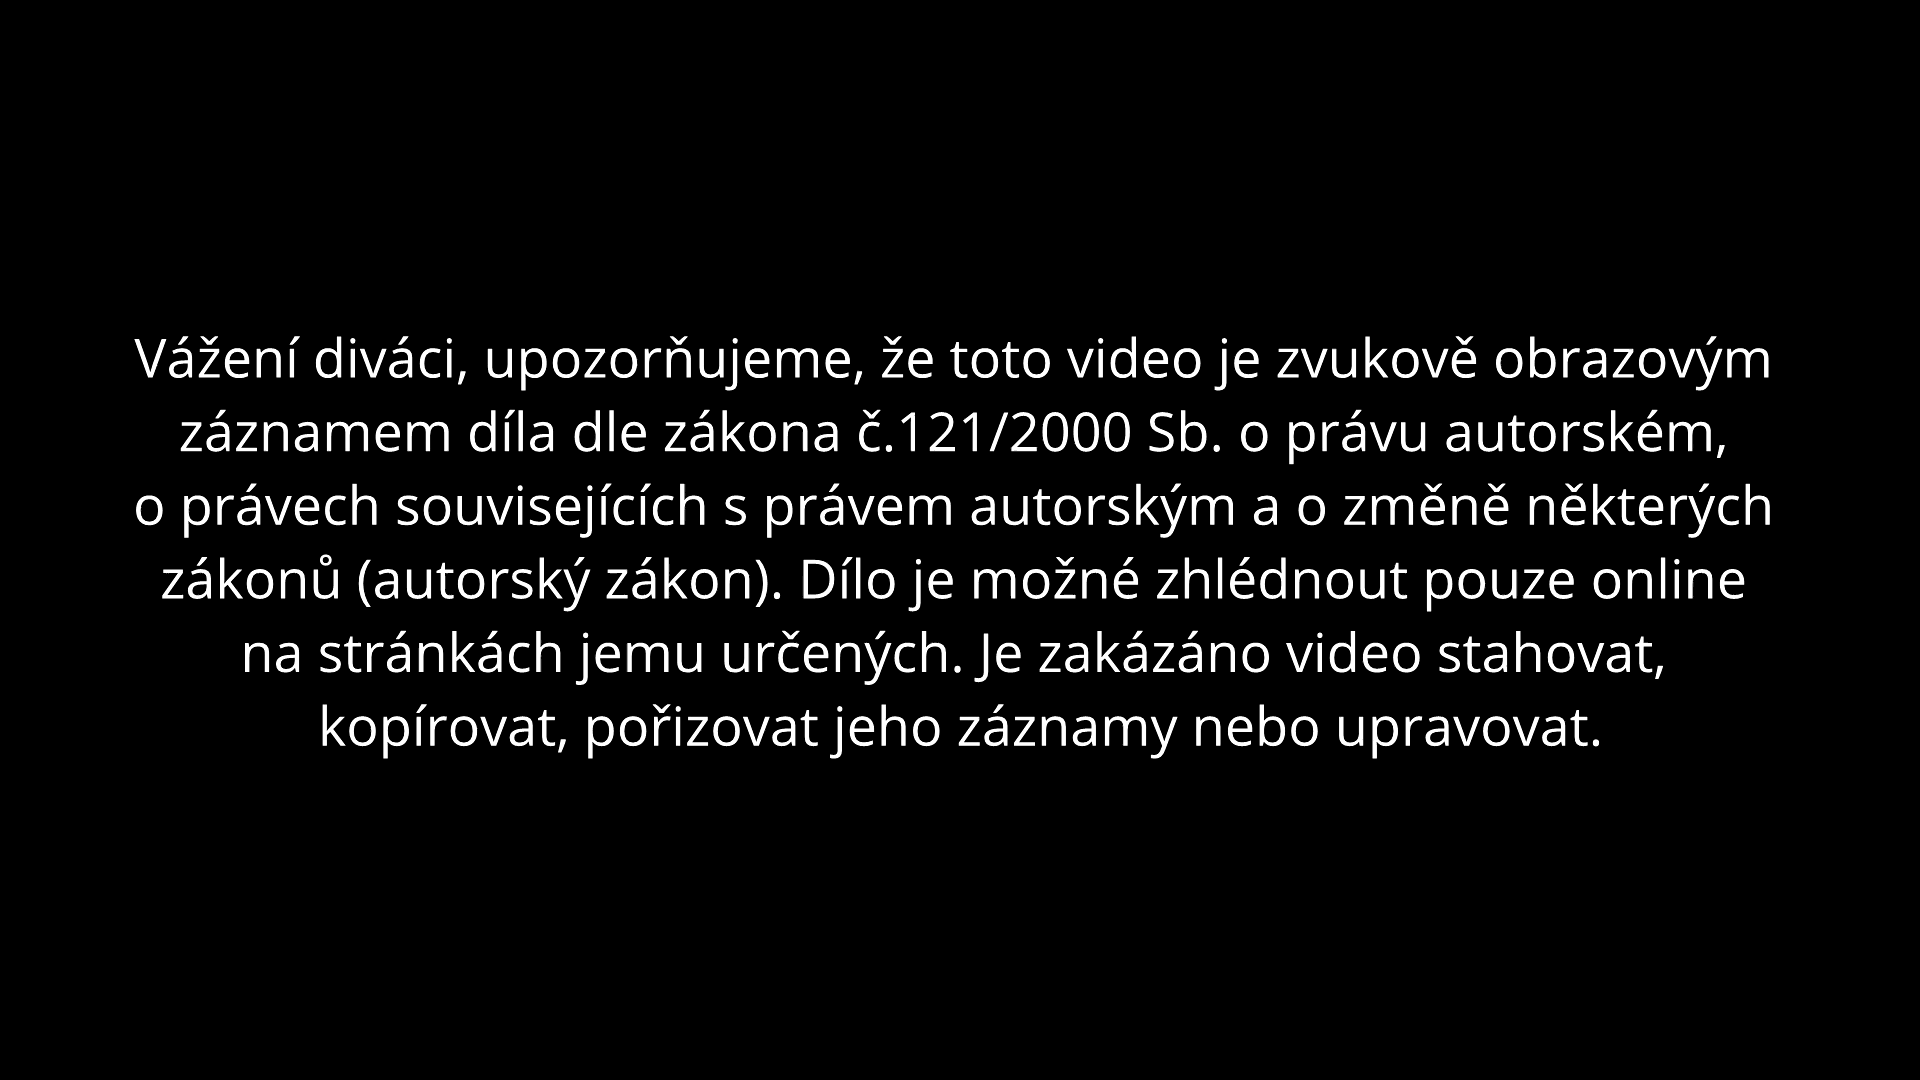 Vážení diváci, upozorňujeme, že toto video je zvukově obrazovým
záznamem díla dle zákona č.121/2000 Sb. o právu autorském,
o právech souvisejících s právem autorským a o změně některých
zákonů (autorský zákon). Dílo je možné zhlédnout pouze online
na stránkách jemu určených. Je zakázáno video stahovat,
kopírovat, pořizovat jeho záznamy nebo upravovat.